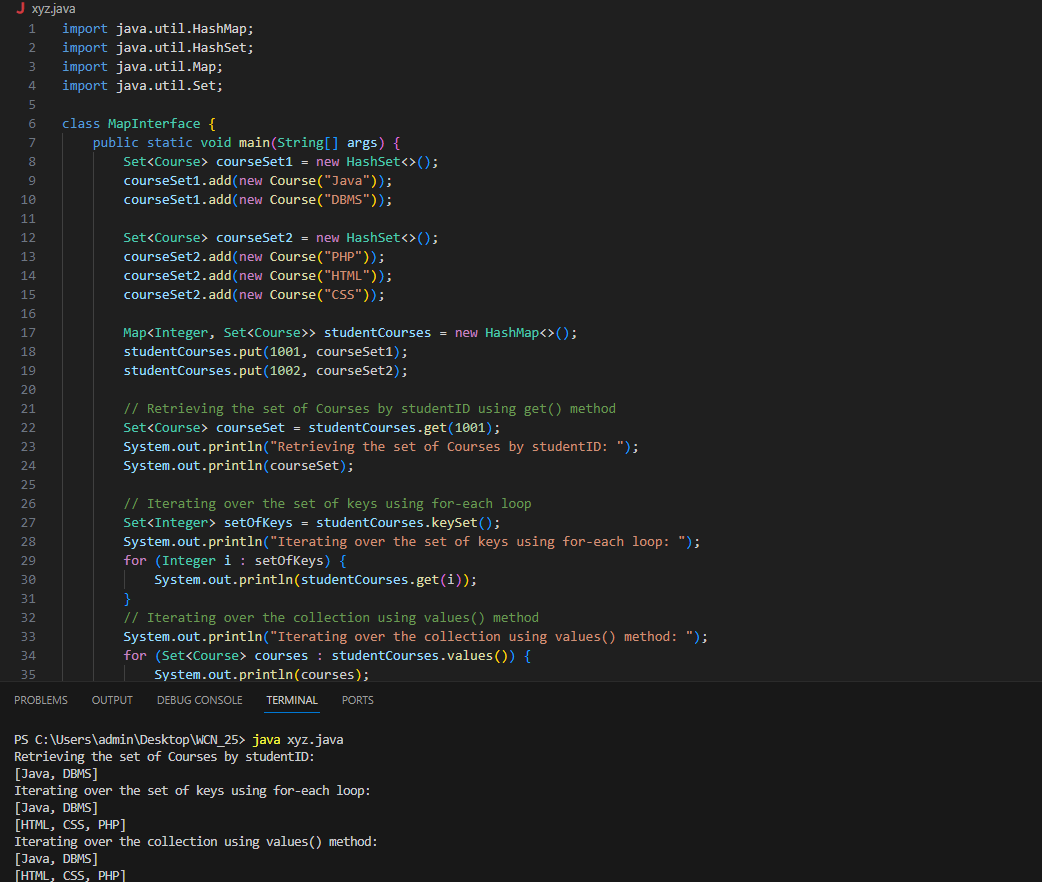 J xyz.java
1 import java.util.HashMap;
2 import java.util.HashSet;
3 import java.util.Map;
4 import java.util.Set;
5
6 class MapInterface {
7     public static void main(String[] args) {
8         Set<Course> courseSet1 = new HashSet<>();
9         courseSet1.add(new Course("Java"));
10         courseSet1.add(new Course("DBMS"));
11
12         Set<Course> courseSet2 = new HashSet<>();
13         courseSet2.add(new Course("PHP"));
14         courseSet2.add(new Course("HTML"));
15         courseSet2.add(new Course("CSS"));
16
17         Map<Integer, Set<Course>> studentCourses = new HashMap<>();
18         studentCourses.put(1001, courseSet1);
19         studentCourses.put(1002, courseSet2);
20
21         // Retrieving the set of Courses by studentID using get() method
22         Set<Course> courseSet = studentCourses.get(1001);
23         System.out.println("Retrieving the set of Courses by studentID: ");
24         System.out.println(courseSet);
25
26         // Iterating over the set of keys using for-each loop
27         Set<Integer> setOfKeys = studentCourses.keySet();
28         System.out.println("Iterating over the set of keys using for-each loop: ");
29         for (Integer i : setOfKeys) {
30             System.out.println(studentCourses.get(i));
31         }
32         // Iterating over the collection using values() method
33         System.out.println("Iterating over the collection using values() method: ");
34         for (Set<Course> courses : studentCourses.values()) {
35             System.out.println(courses);
PROBLEMS OUTPUT DEBUG CONSOLE TERMINAL PORTS
PS C:\Users\admin\Desktop\WCN_25> java xyz.java
Retrieving the set of Courses by studentID:
[Java, DBMS]
Iterating over the set of keys using for-each loop:
[Java, DBMS]
[HTML, CSS, PHP]
Iterating over the collection using values() method:
[Java, DBMS]
[HTML, CSS, PHP]